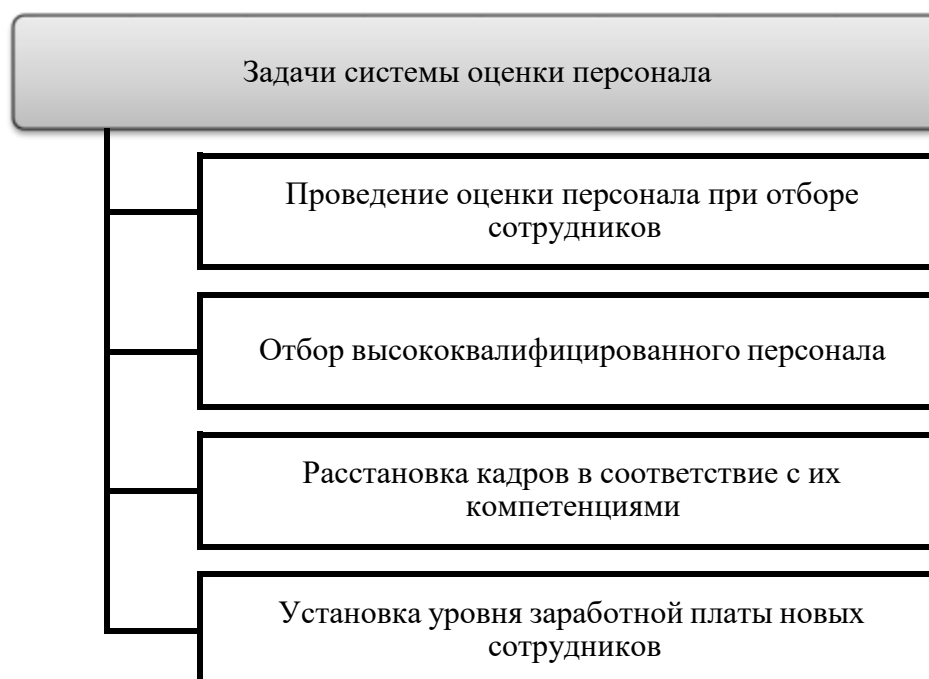 Задачи системы оценки персонала
Проведение оценки персонала при отборе
сотрудников
Отбор высококвалифицированного персонала
Расстановка кадров в соответствие с их
компетенциями
Установка уровня заработной платы новых
сотрудников